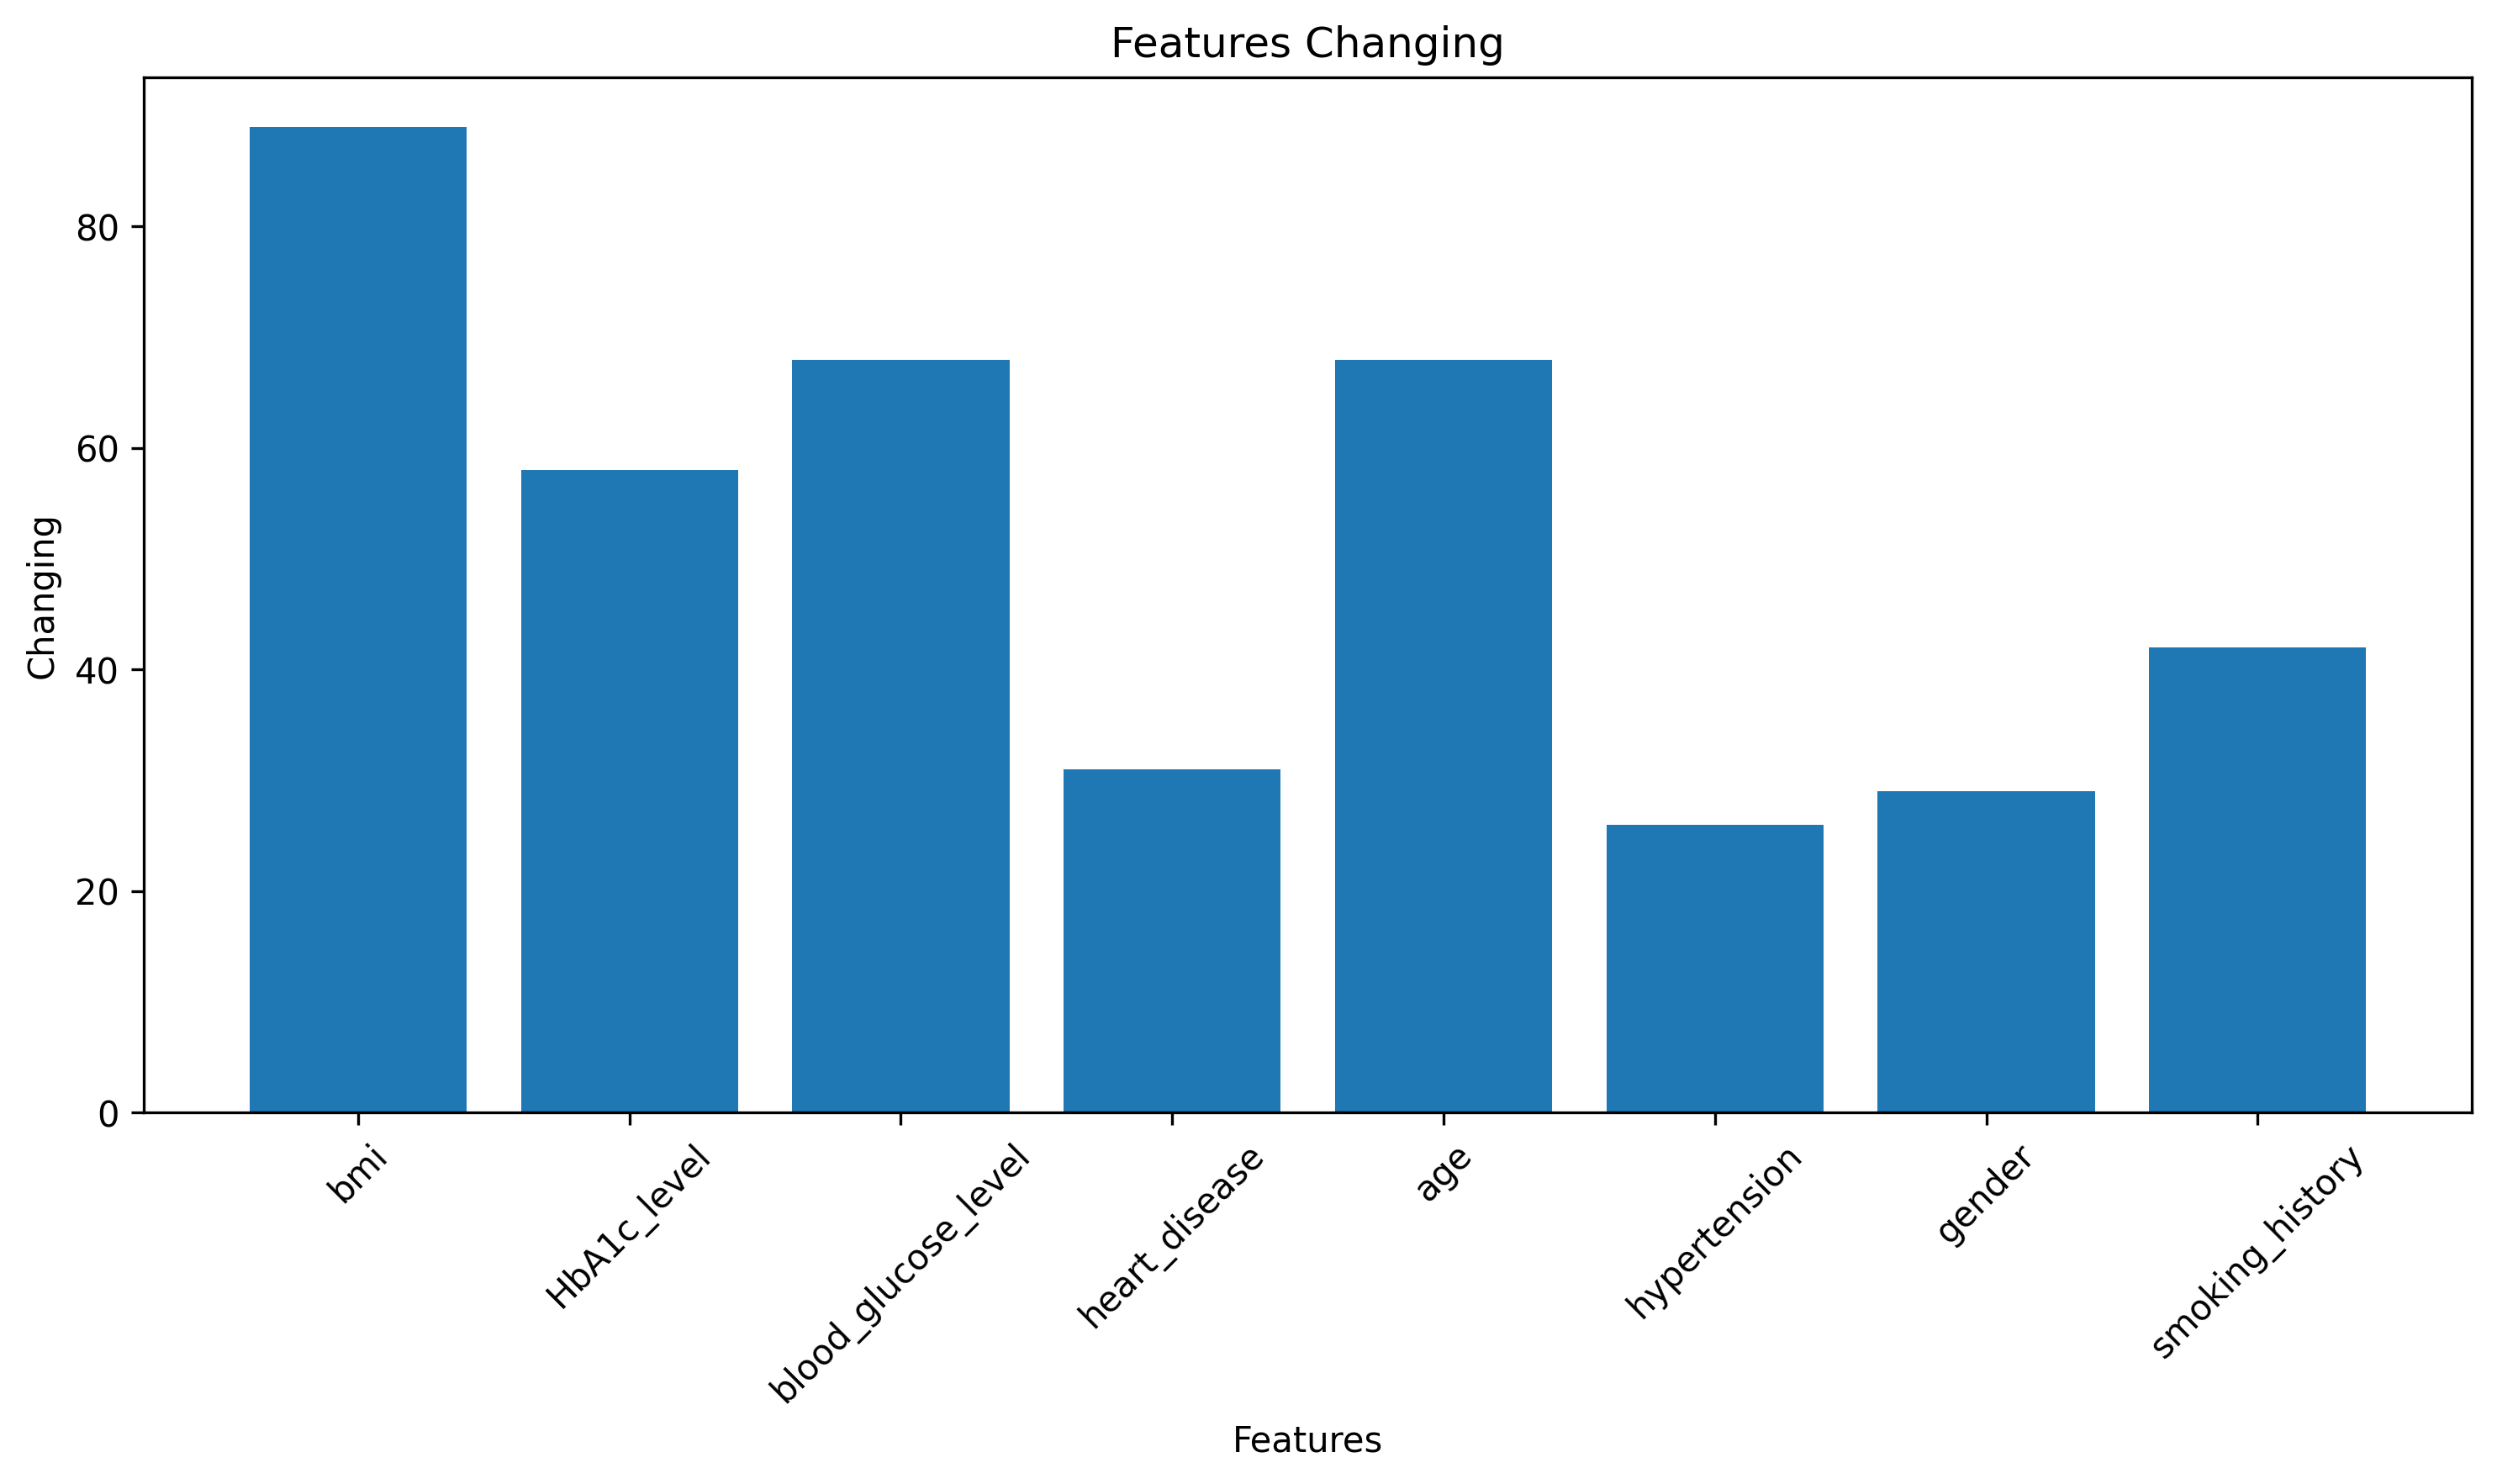 Features Changing
Changing
80
60
40
20
0
bmi
HbA1c_level
blood_glucose_level
heart_disease
age
hypertension
gender
smoking_history
Features